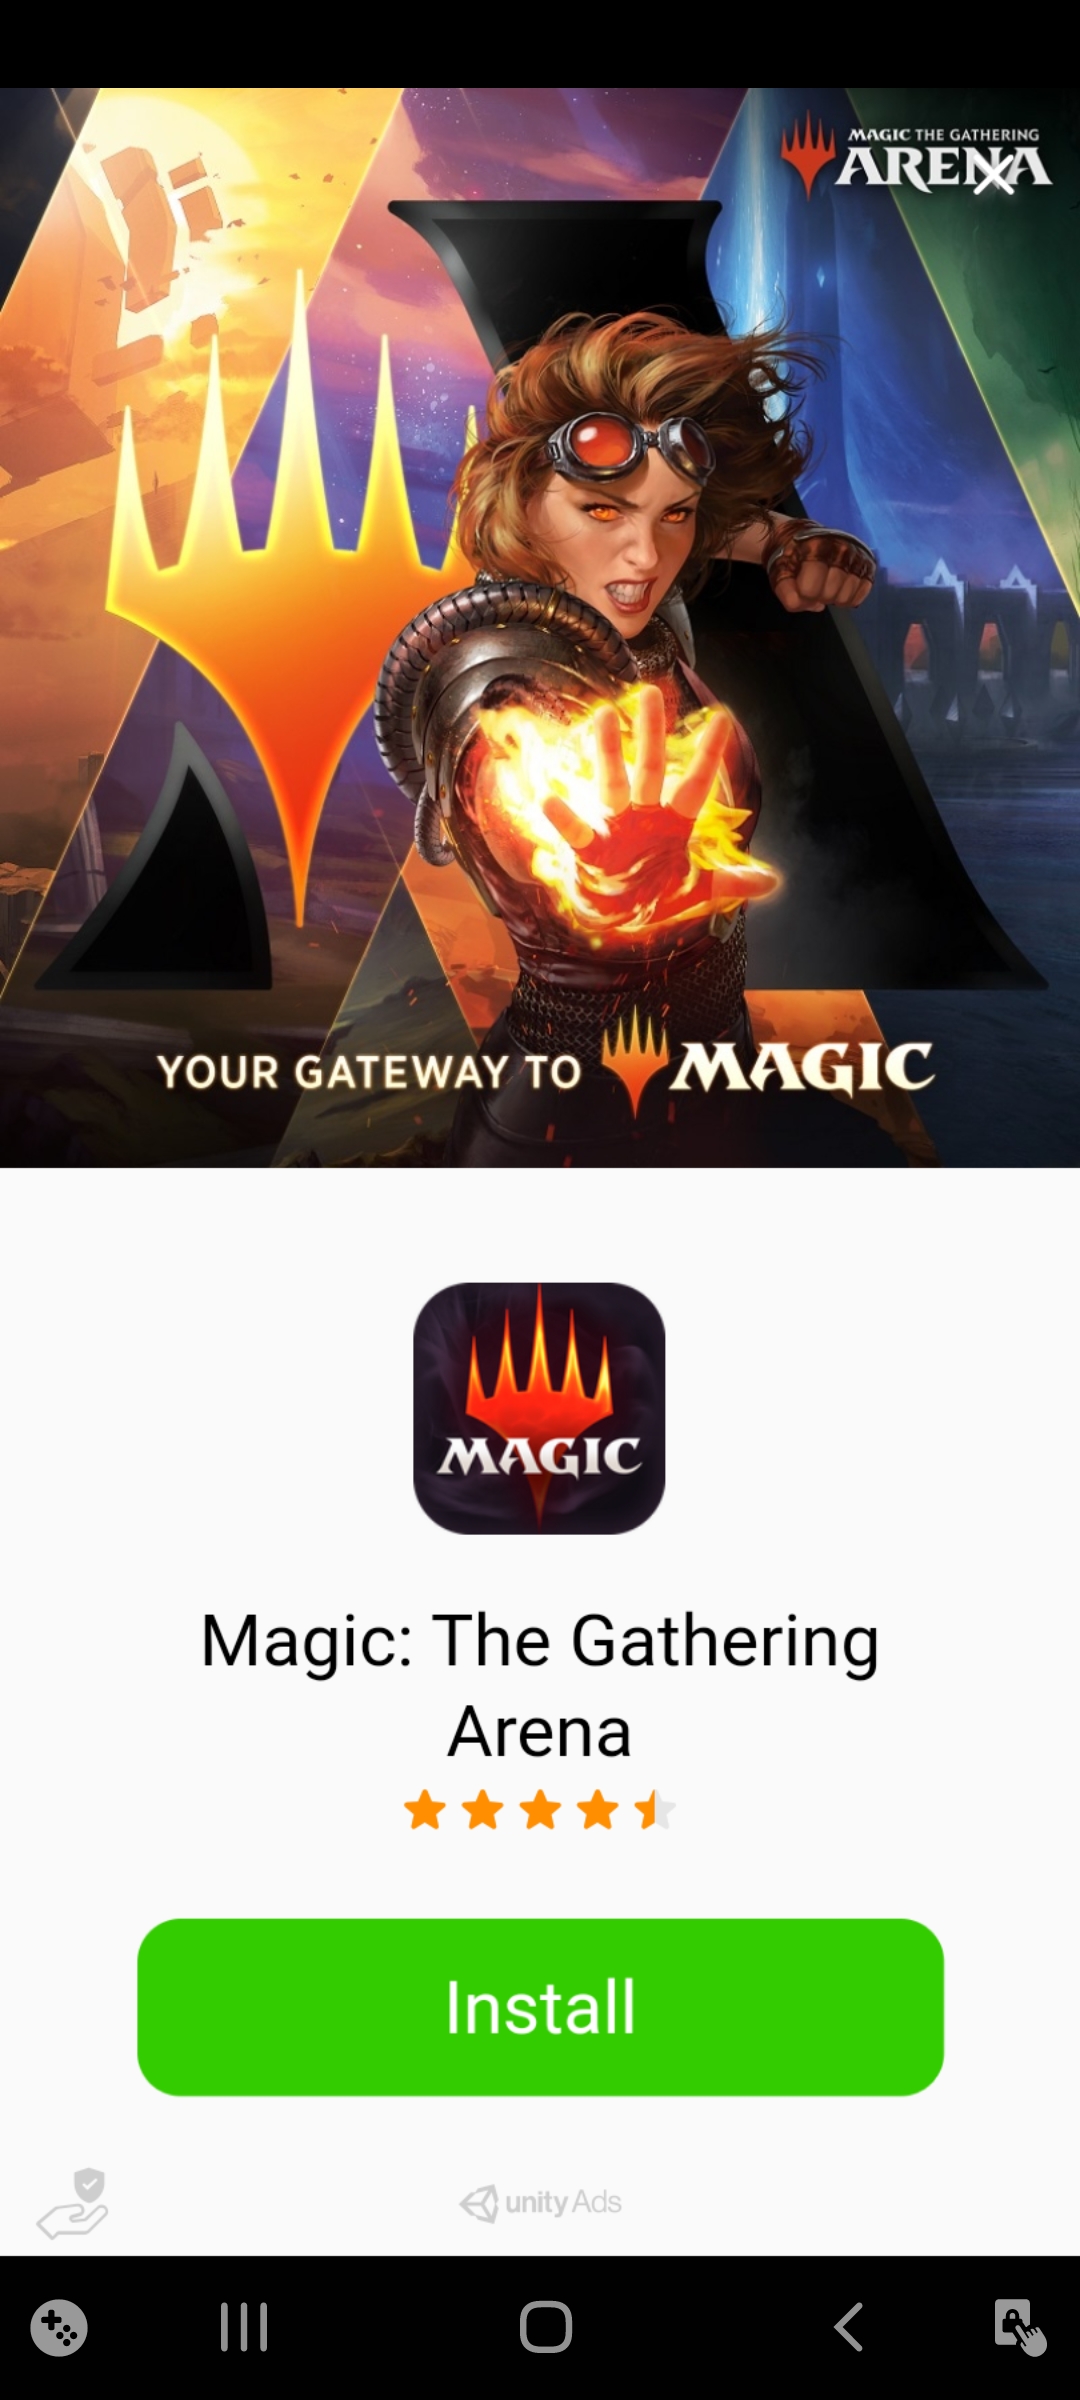 MAGIC THE GATHERING
ARENA
YOUR GATEWAY TO MAGIC
MAGIC
Magic: The Gathering
Arena
Install
unity Ads